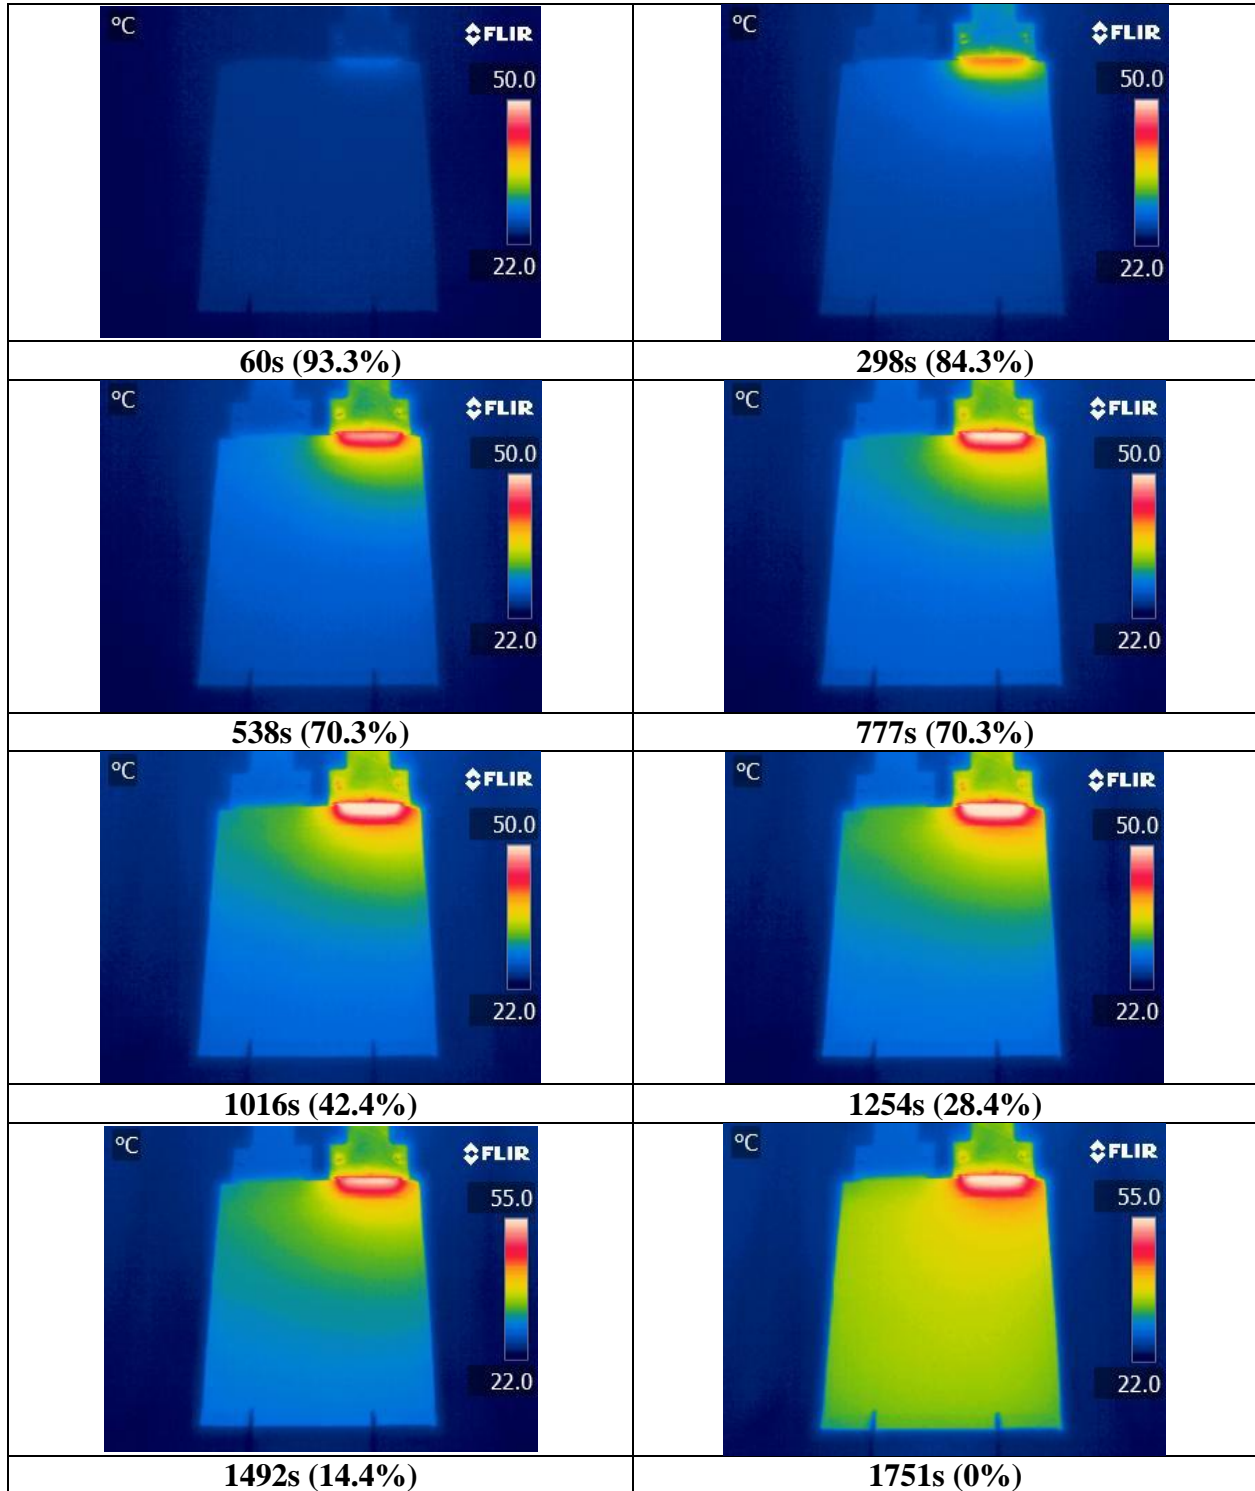 °C
FLIR
50.0
22.0
60s (93.3%)
°C
FLIR
50.0
22.0
298s (84.3%)
°C
FLIR
50.0
22.0
538s (70.3%)
°C
FLIR
50.0
22.0
777s (70.3%)
°C
FLIR
50.0
22.0
1016s (42.4%)
°C
FLIR
50.0
22.0
1254s (28.4%)
°C
FLIR
55.0
22.0
1492s (14.4%)
°C
FLIR
55.0
22.0
1751s (0%)